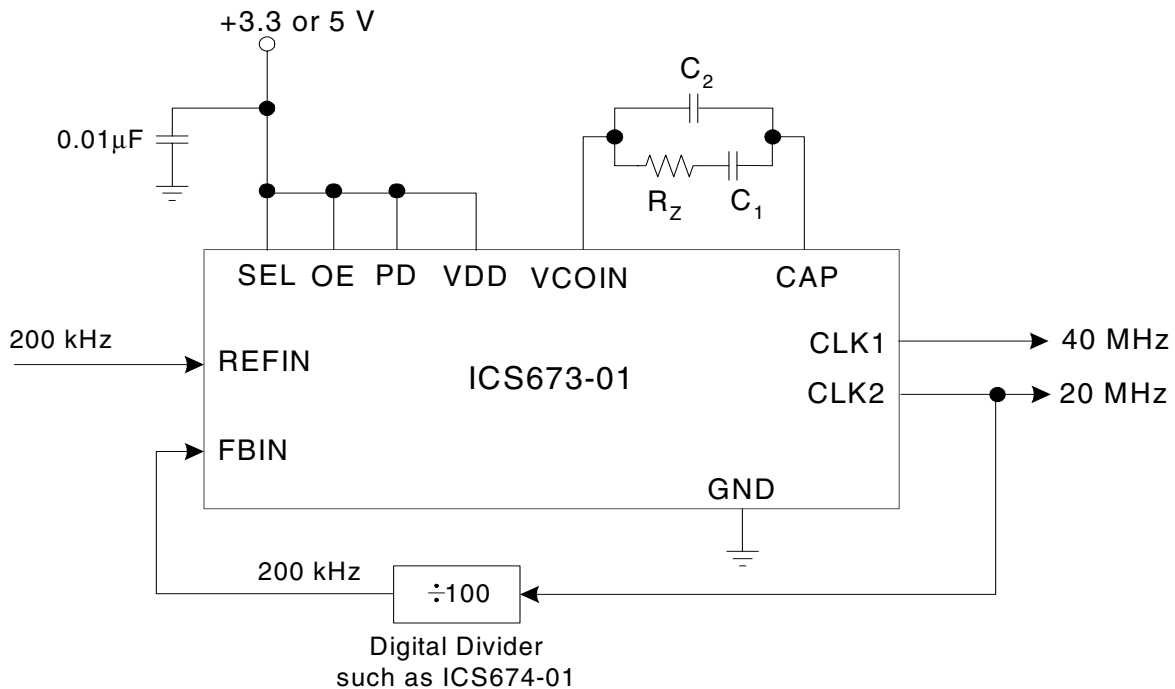 +3.3 or 5 V
0.01µF
C2
RZ
C1
SEL OE PD VDD VCOIN CAP
200 kHz
REFIN
ICS673-01
CLK1
40 MHz
CLK2
20 MHz
FBIN
GND
200 kHz
÷100
Digital Divider
such as ICS674-01